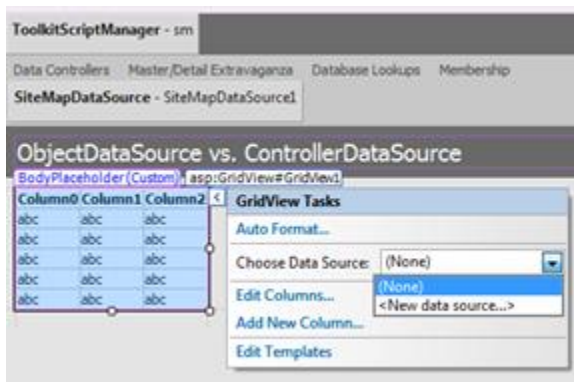 ToolkitScriptManager - sm
Data Controllers Master/Detail Extravaganza Database Lookups Membership
SiteMapDataSource - SiteMapDataSource1
ObjectDataSource vs. ControllerDataSource
BodyPlaceholder (Custom) asp:GridView#GridView1
Column0 Column1 Column2 <
abc abc abc
abc abc abc
abc abc abc
abc abc abc
abc abc abc
GridView Tasks
Auto Format...
Choose Data Source: (None)
(None)
<New data source...>
Edit Columns...
Add New Column...
Edit Templates